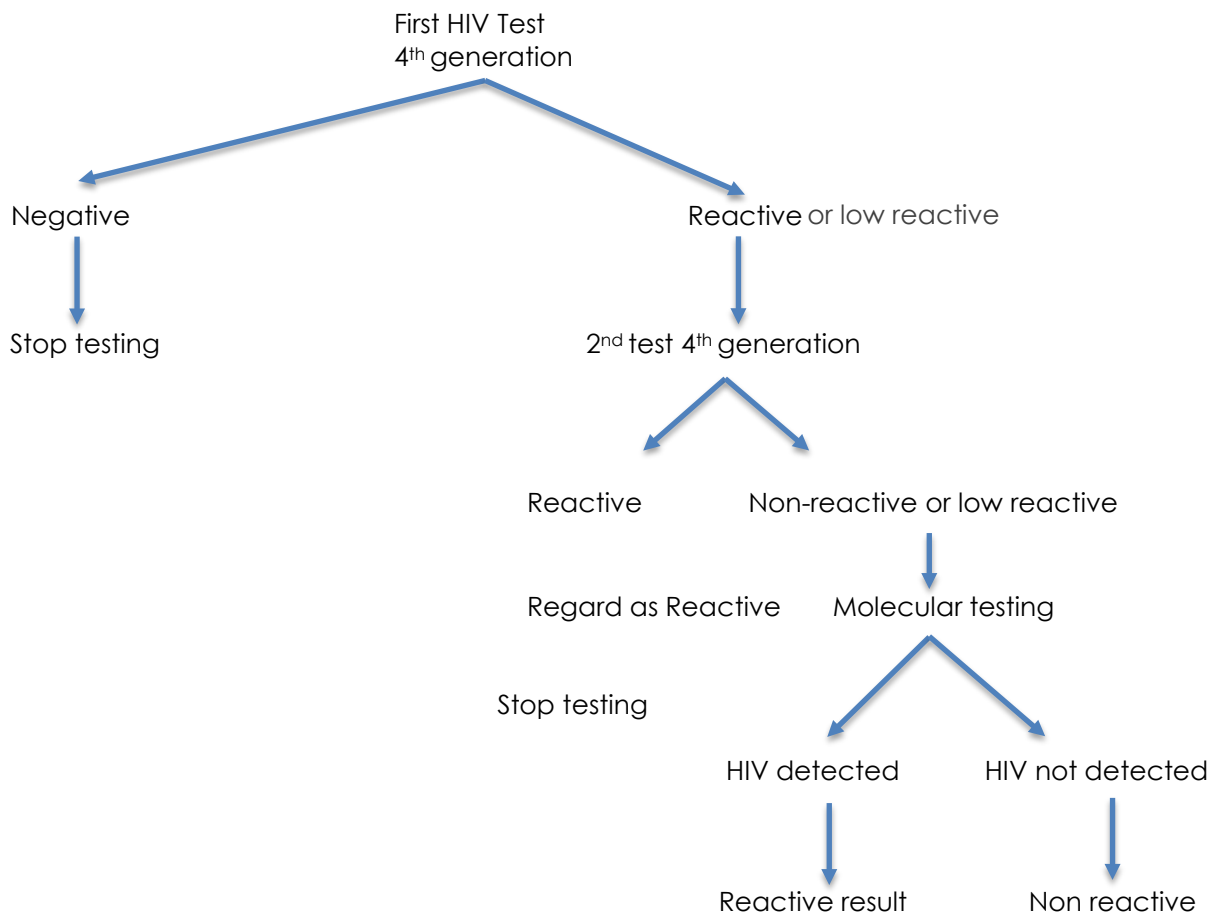 First HIV Test
4th generation
Negative
Reactive or low reactive
Stop testing
2nd test 4th generation
Reactive
Non-reactive or low reactive
Regard as Reactive
Molecular testing
Stop testing
HIV detected
HIV not detected
Reactive result
Non reactive